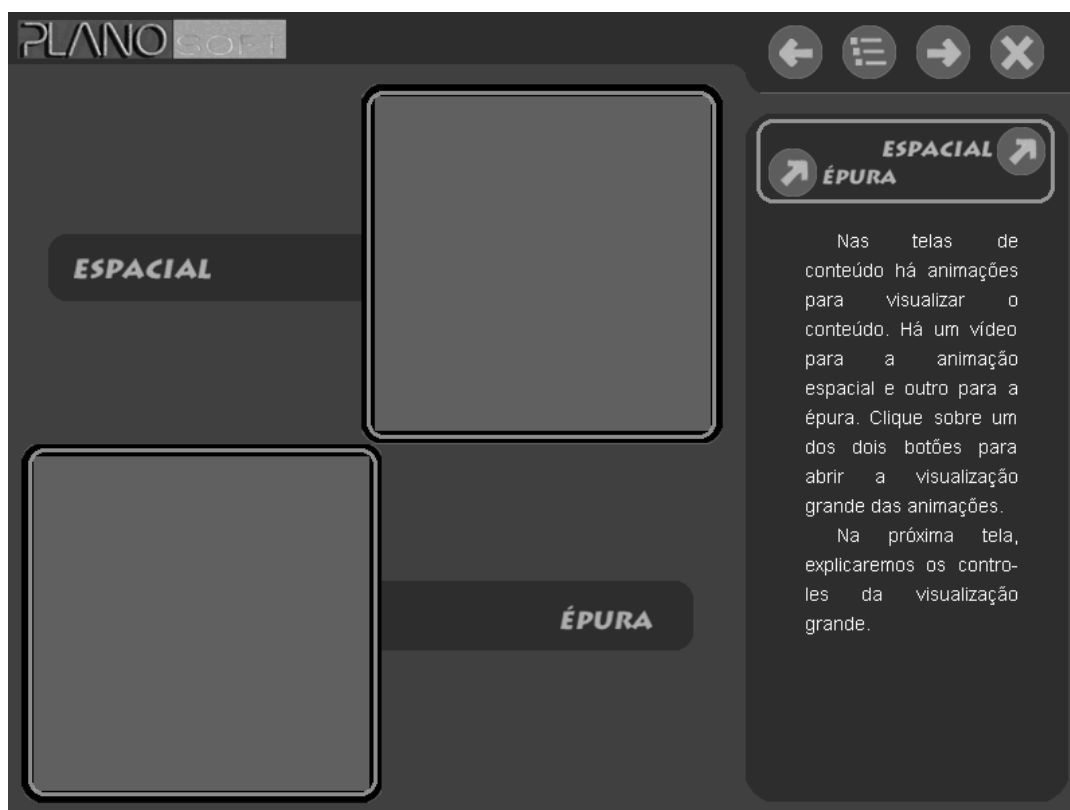 PLANO SOFT
ESPACIAL
ÉPURA
ESPACIAL
ÉPURA
Nas telas de
conteúdo há animações
para visualizar o
conteúdo. Há um vídeo
para a animação
espacial e outro para a
épura. Clique sobre um
dos dois botões para
abrir a visualização
grande das animações.
Na próxima tela,
explicaremos os contro-
les da visualização
grande.